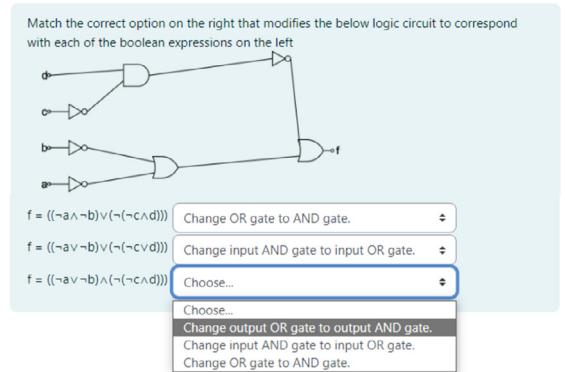 Match the correct option on the right that modifies the below logic circuit to correspond
with each of the boolean expressions on the left
d
c
b
f
a
f = ((¬a∧¬b)∨(¬(¬c∧d))) Change OR gate to AND gate.
f = ((¬a∨¬b)∨(¬(¬c∨d))) Change input AND gate to input OR gate.
f = ((¬a∨¬b)∧(¬(¬c∧d))) Choose...
Choose...
Change output OR gate to output AND gate.
Change input AND gate to input OR gate.
Change OR gate to AND gate.